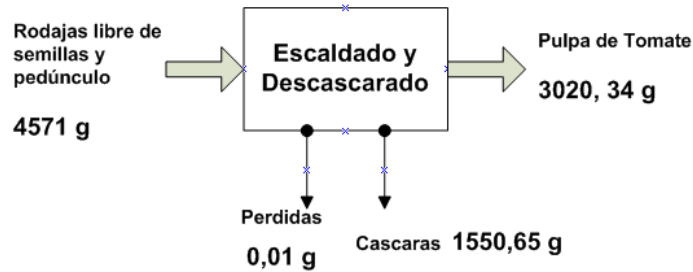 Rodajas libre de
semillas y
pedúnculo
4571 g
Escaldado y
Descascarado
Pulpa de Tomate
3020, 34 g
Perdidas
0,01 g
Cascaras 1550,65 g